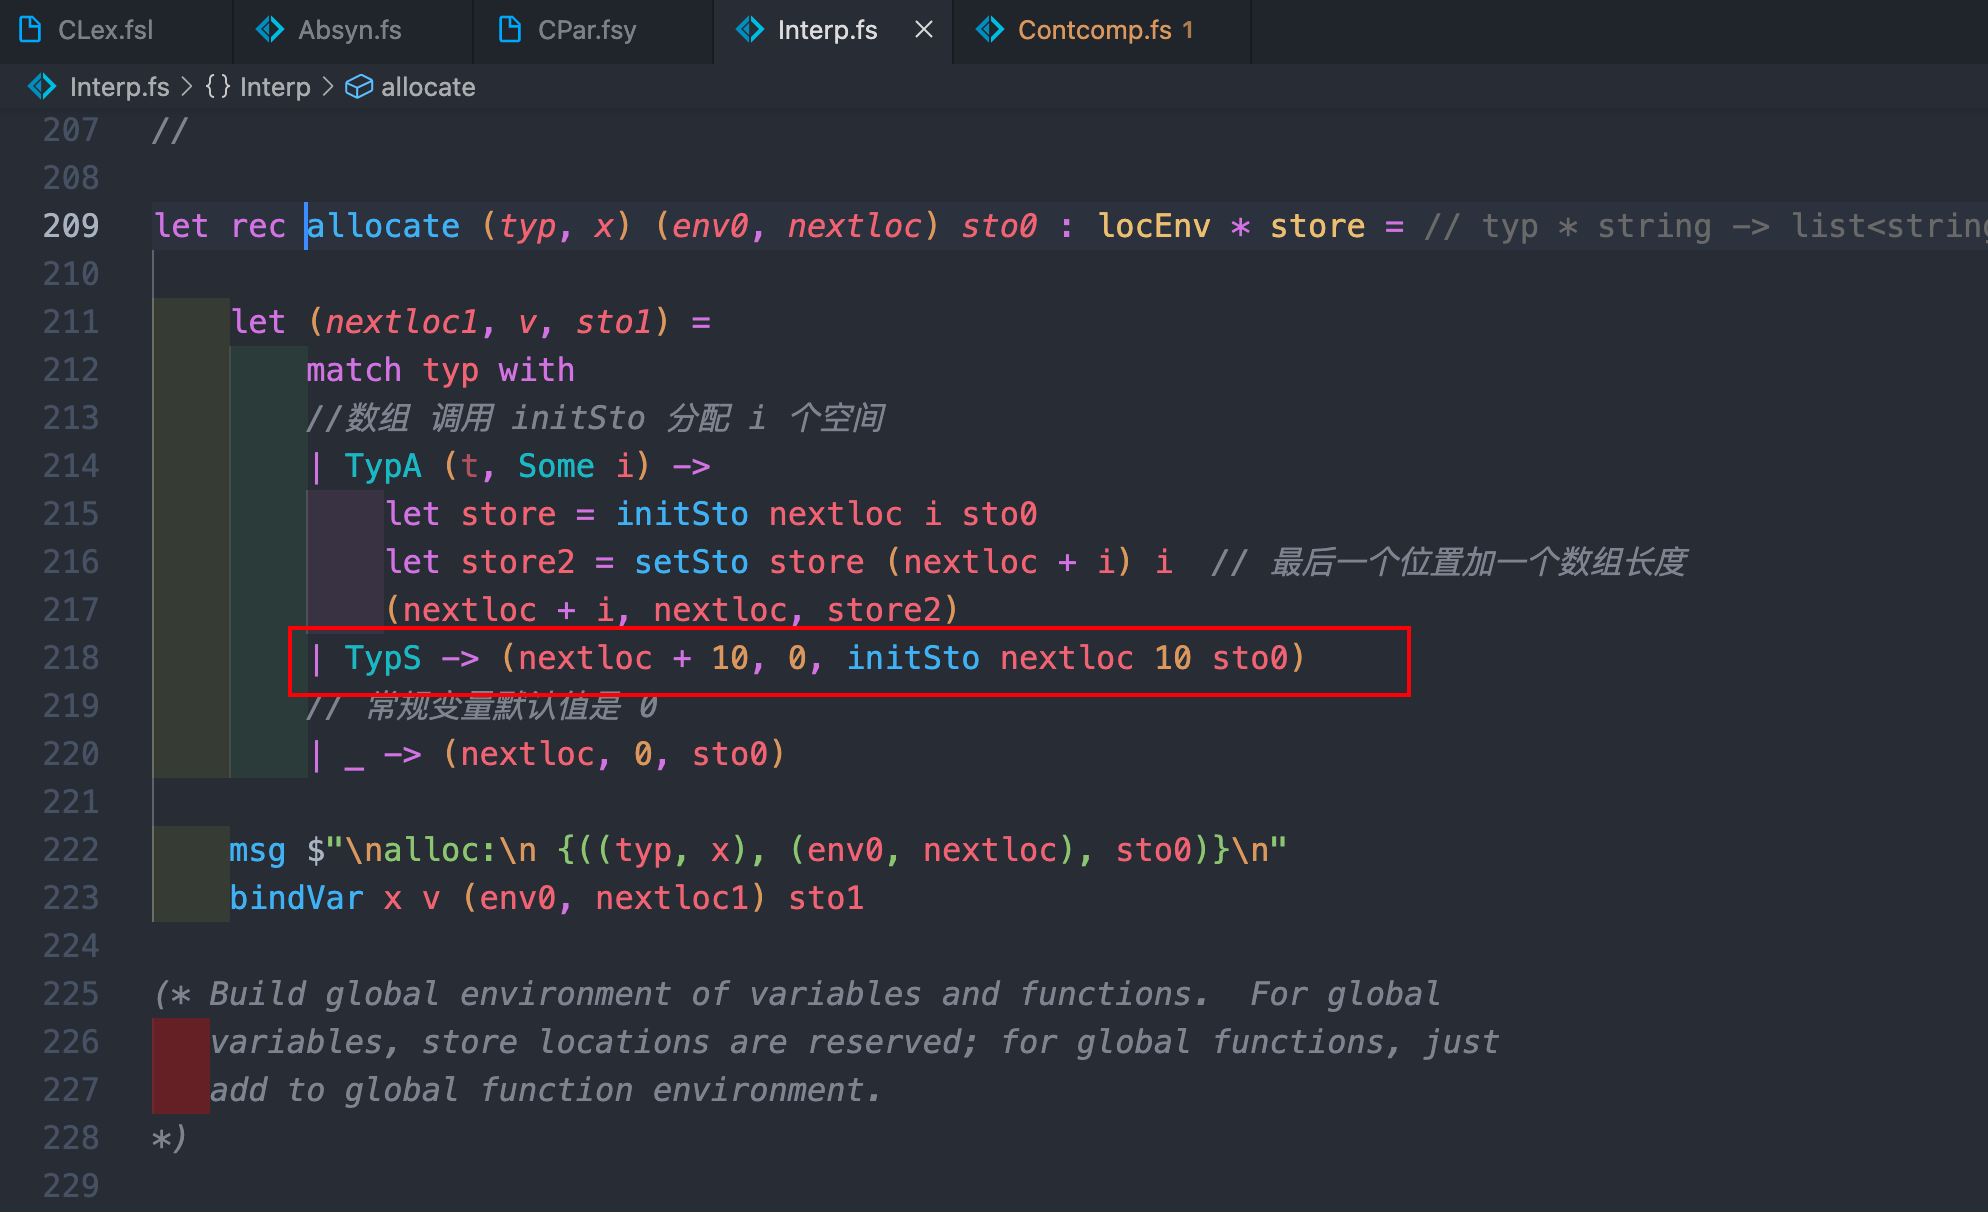 CLex.fsl Absyn.fs CPar.fsy Interp.fs Contcomp.fs 1
Interp.fs > {} Interp > allocate
207 //
208
209 let rec allocate (typ, x) (env0, nextloc) sto0 : locEnv * store = // typ * string -> list<string
210
211 let (nextloc1, v, sto1) =
212 match typ with
213 //数组 调用 initSto 分配 i 个空间
214 | TypA (t, Some i) ->
215 let store = initSto nextloc i sto0
216 let store2 = setSto store (nextloc + i) i // 最后一个位置加一个数组长度
217 (nextloc + i, nextloc, store2)
218 | TypS -> (nextloc + 10, 0, initSto nextloc 10 sto0)
219 // 常规变量默认值是 0
220 | _ -> (nextloc, 0, sto0)
221
222 msg $"\nalloc:\n {((typ, x), (env0, nextloc), sto0)}\n"
223 bindVar x v (env0, nextloc1) sto1
224
225 (* Build global environment of variables and functions.  For global
226 variables, store locations are reserved; for global functions, just
227 add to global function environment.
228 *)
229